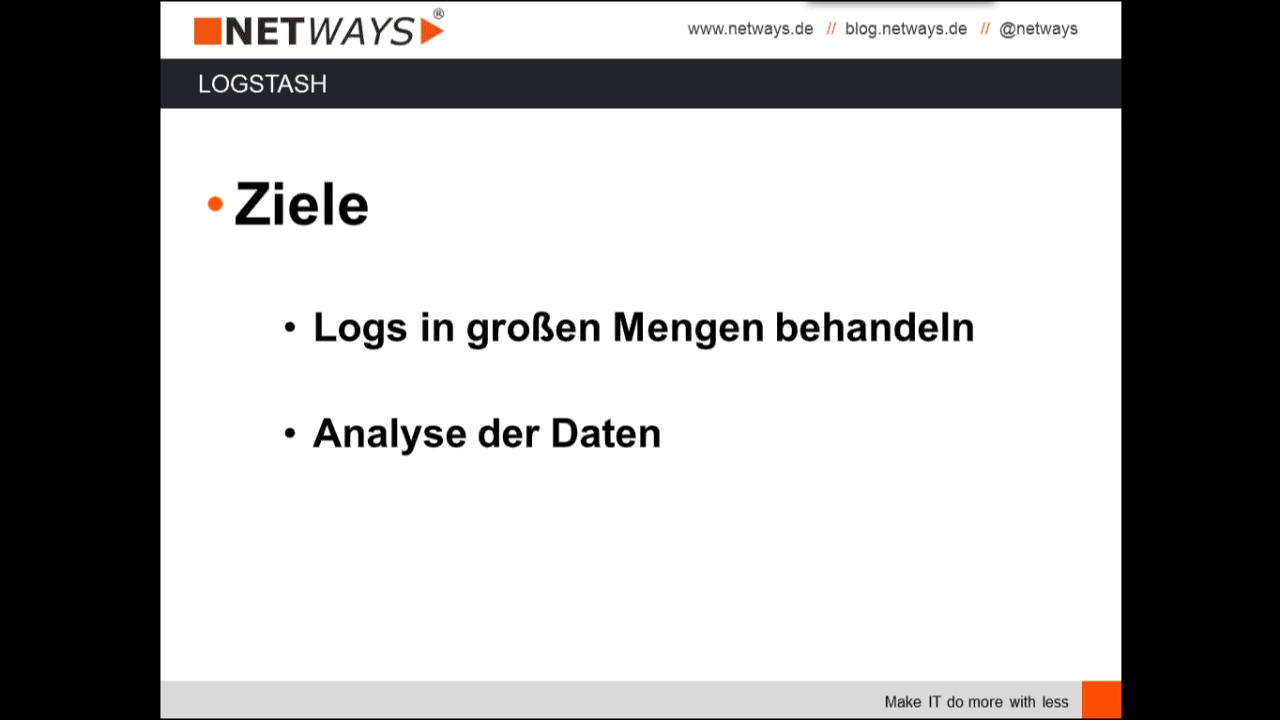 NETWAYS®
www.netways.de // blog.netways.de // @netways
LOGSTASH
• Ziele
• Logs in großen Mengen behandeln
• Analyse der Daten
Make IT do more with less